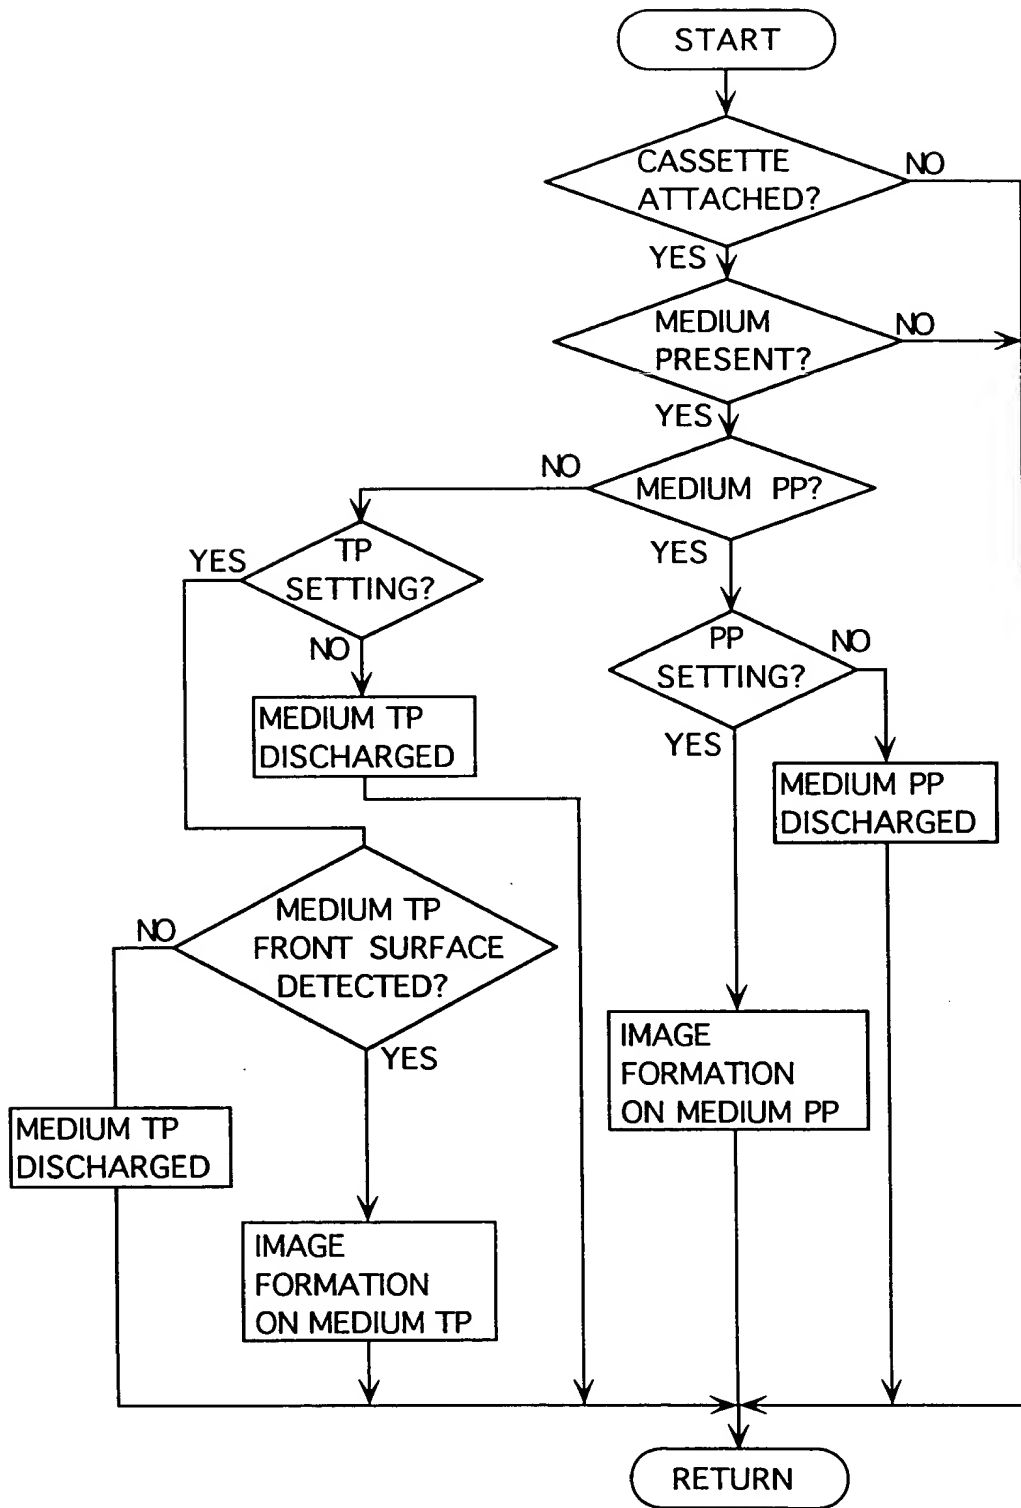 START
CASSETTE
ATTACHED?
NO
YES
MEDIUM
PRESENT?
NO
YES
MEDIUM PP?
NO
YES
TP
SETTING?
YES
NO
PP
SETTING?
NO
YES
MEDIUM TP
DISCHARGED
MEDIUM PP
DISCHARGED
MEDIUM TP
FRONT SURFACE
DETECTED?
NO
YES
IMAGE
FORMATION
ON MEDIUM PP
MEDIUM TP
DISCHARGED
IMAGE
FORMATION
ON MEDIUM TP
RETURN